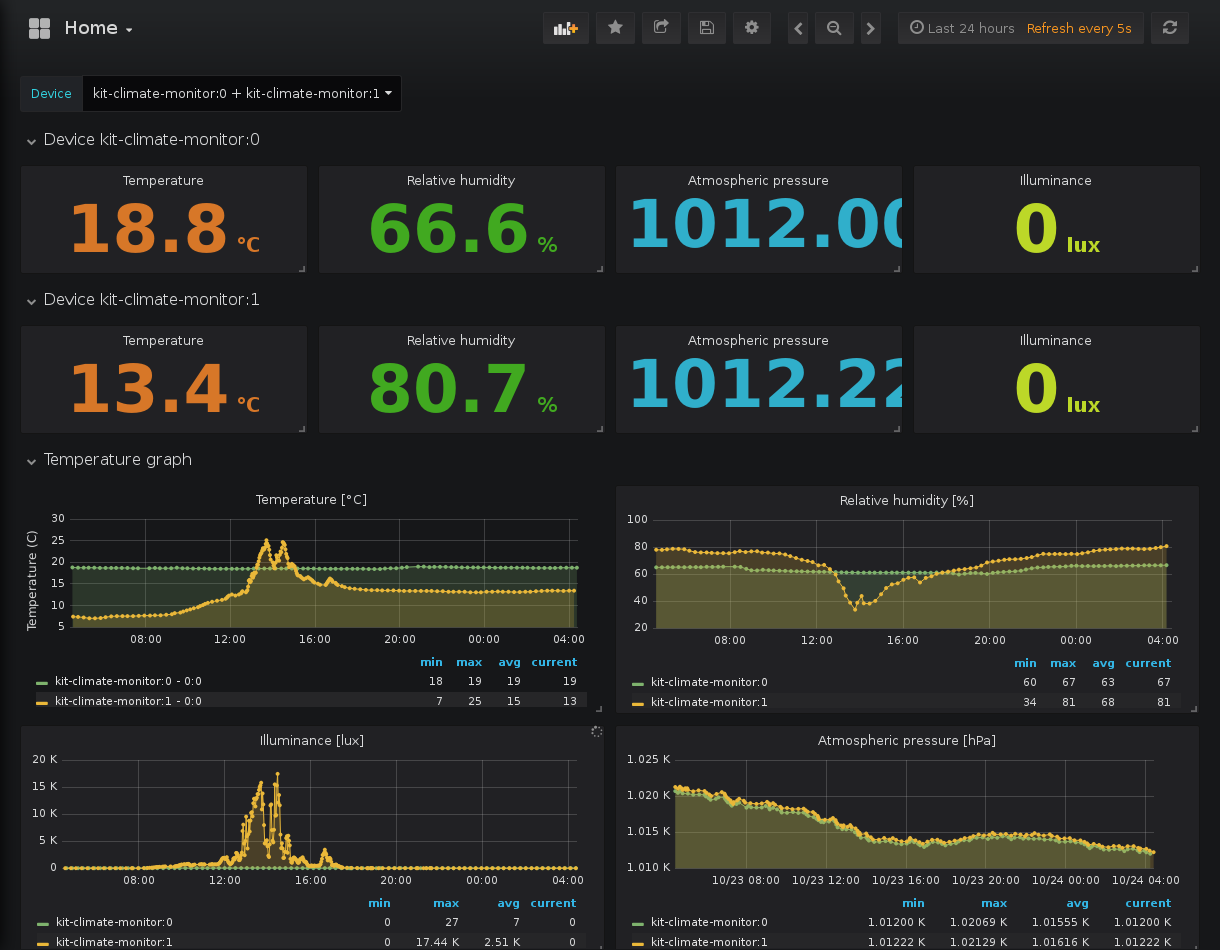 Home
Last 24 hours Refresh every 5s
Device kit-climate-monitor:0 + kit-climate-monitor:1
Device kit-climate-monitor:0
Temperature Relative humidity Atmospheric pressure Illuminance
18.8 °C 66.6 % 1012.00 0 lux
Device kit-climate-monitor:1
Temperature Relative humidity Atmospheric pressure Illuminance
13.4 °C 80.7 % 1012.22 0 lux
Temperature graph
Temperature [°C]
Temperature (C)
30
25
20
15
10
5
08:00 12:00 16:00 20:00 00:00 04:00
min max avg current
kit-climate-monitor:0 - 0:0 18 19 19 19
kit-climate-monitor:1 - 0:0 7 25 15 13
Relative humidity [%]
100
80
60
40
20
08:00 12:00 16:00 20:00 00:00 04:00
min max avg current
kit-climate-monitor:0 60 67 63 67
kit-climate-monitor:1 34 81 68 81
Illuminance [lux]
20 K
15 K
10 K
5 K
0
08:00 12:00 16:00 20:00 00:00 04:00
min max avg current
kit-climate-monitor:0 0 27 7 0
kit-climate-monitor:1 0 17.44 K 2.51 K 0
Atmospheric pressure [hPa]
1.025 K
1.020 K
1.015 K
1.010 K
10/23 08:00 10/23 12:00 10/23 16:00 10/23 20:00 10/24 00:00 10/24 04:00
min max avg current
kit-climate-monitor:0 1.01200 K 1.02069 K 1.01555 K 1.01200 K
kit-climate-monitor:1 1.01222 K 1.02129 K 1.01616 K 1.01222 K